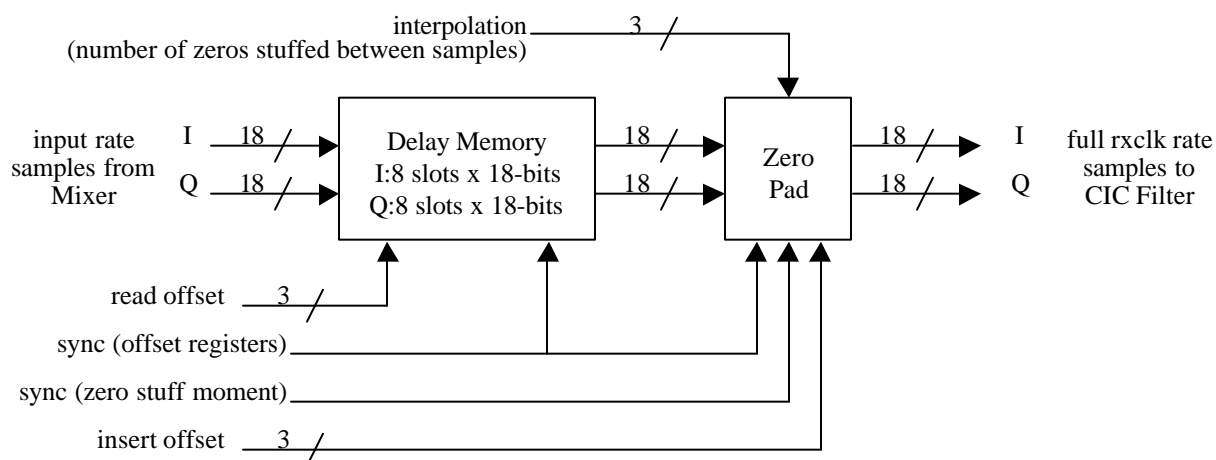 interpolation 3
(number of zeros stuffed between samples)
input rate
samples from
Mixer
I 18
Q 18
Delay Memory
I:8 slots x 18-bits
Q:8 slots x 18-bits
18
18
Zero
Pad
18 I
18 Q
full rxclk rate
samples to
CIC Filter
read offset 3
sync (offset registers)
sync (zero stuff moment)
insert offset 3